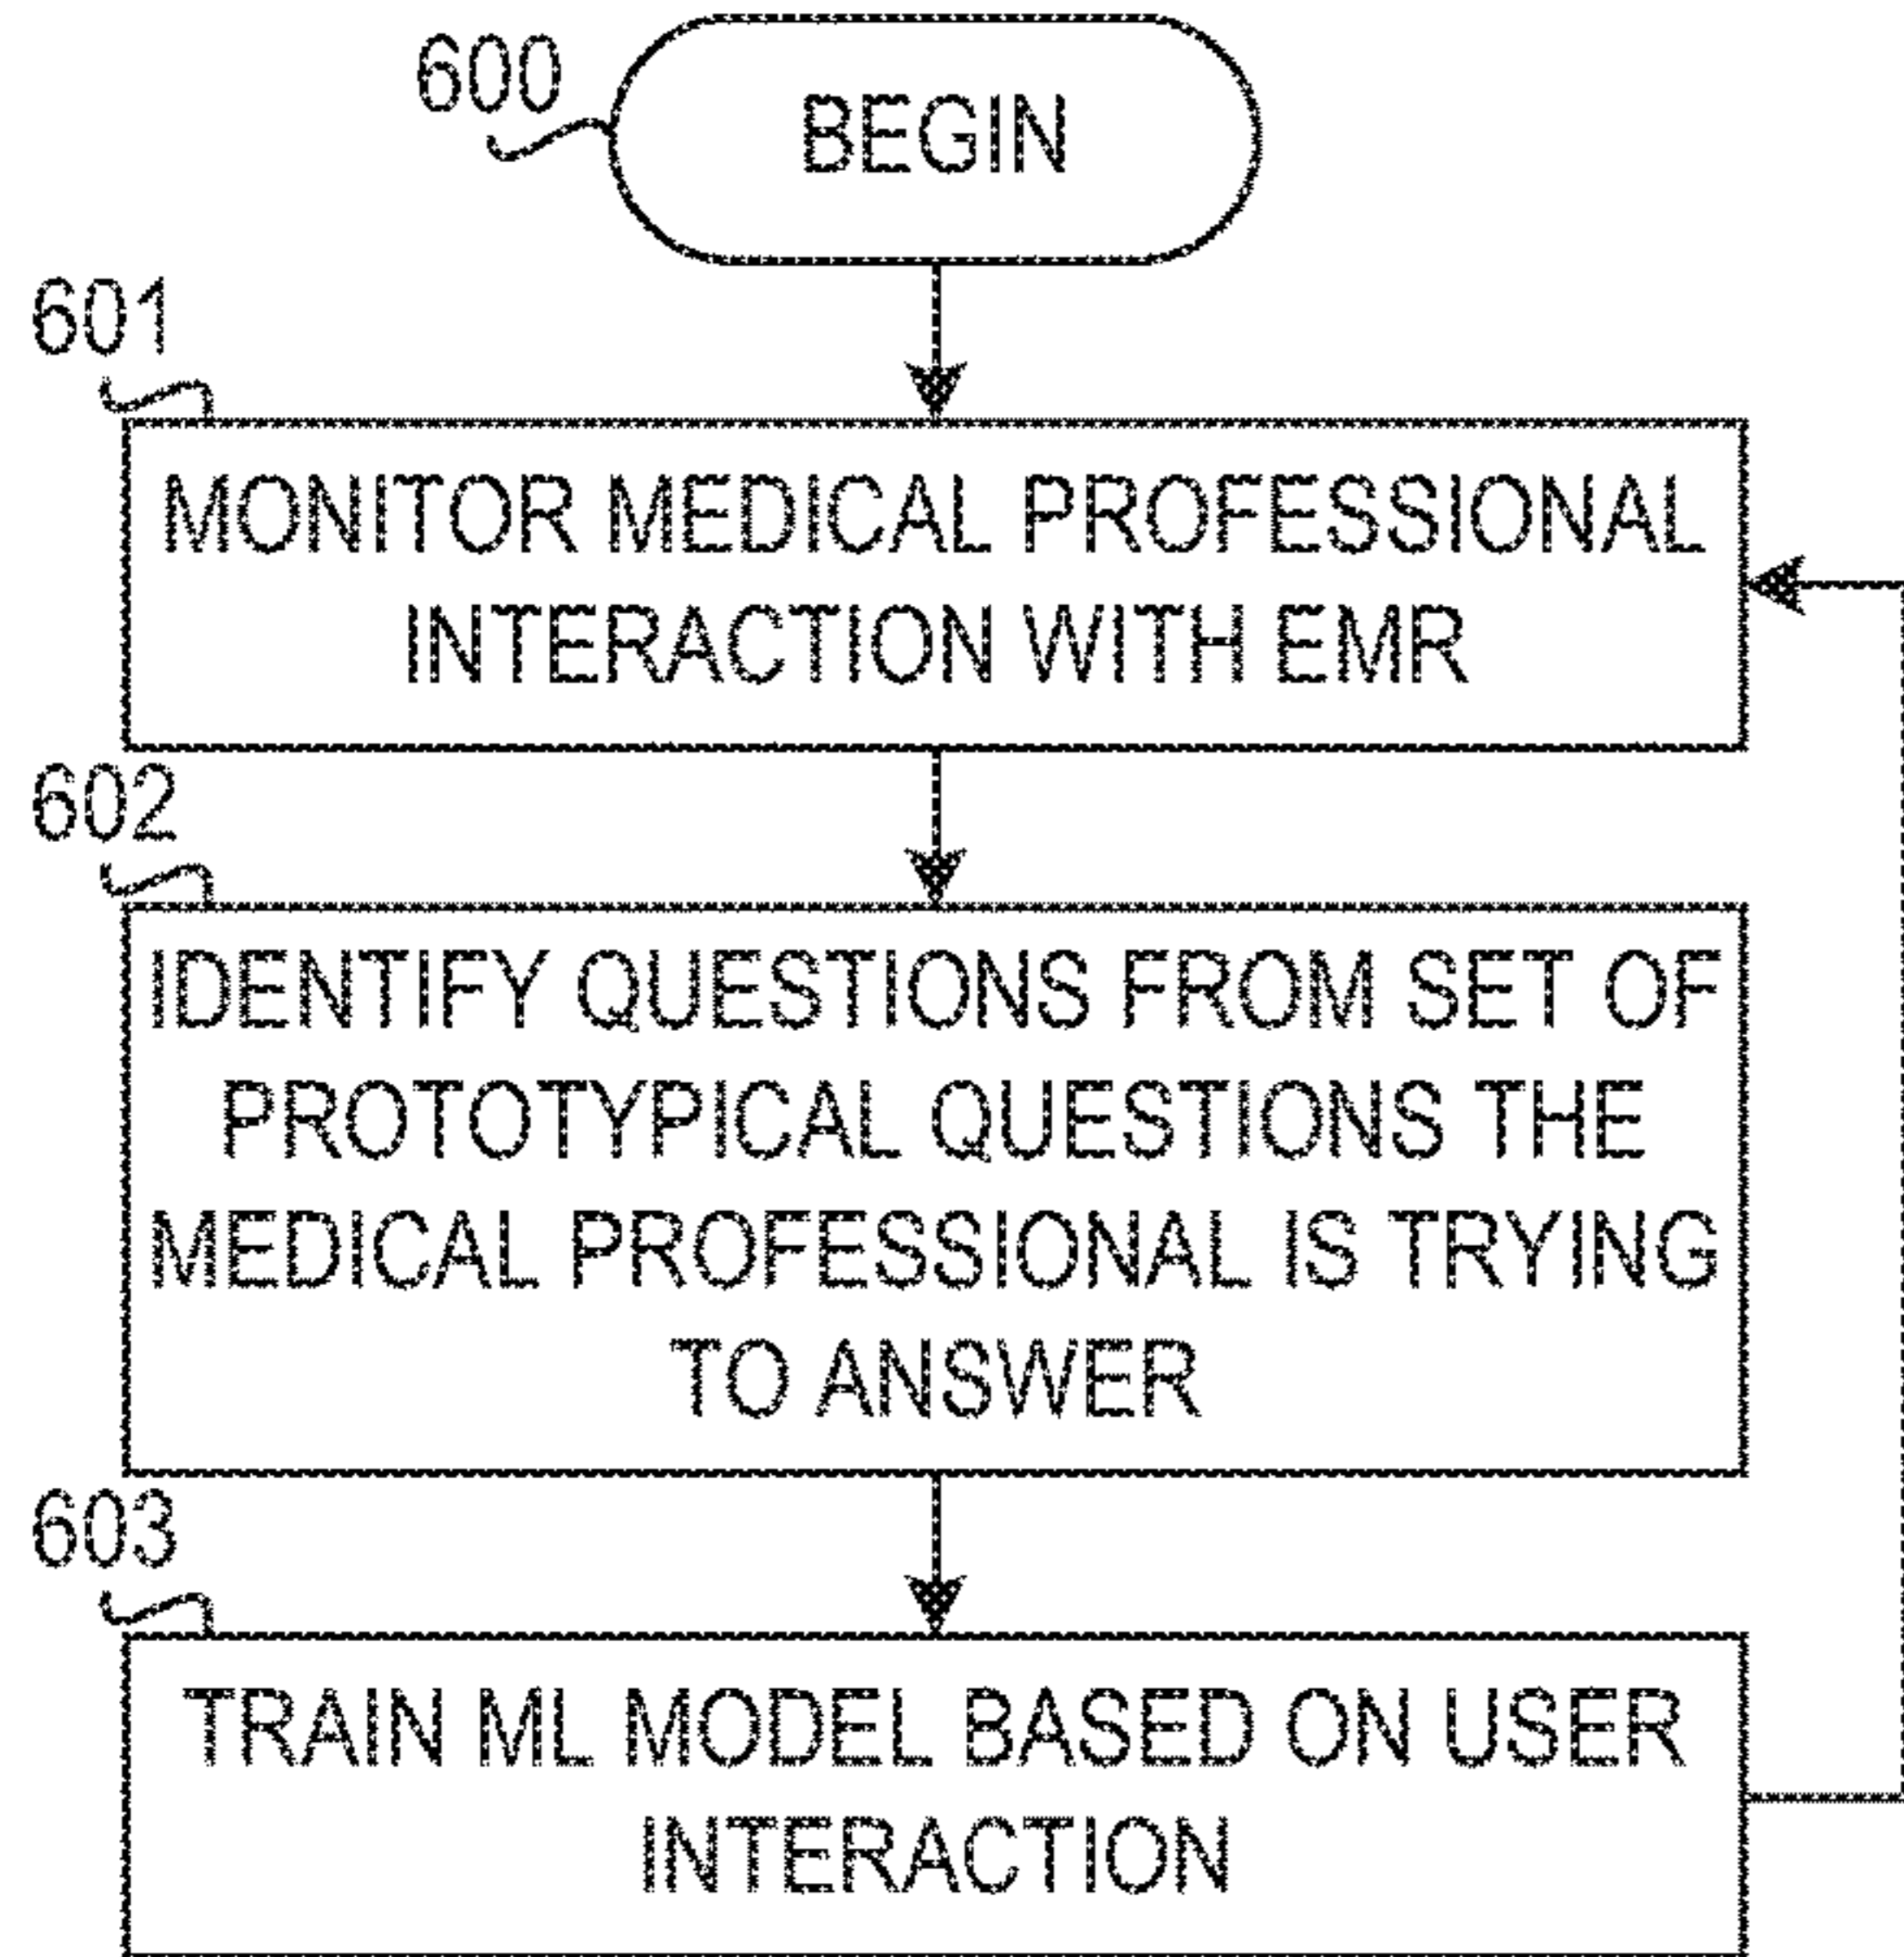 600
BEGIN
601
MONITOR MEDICAL PROFESSIONAL
INTERACTION WITH EMR
602
IDENTIFY QUESTIONS FROM SET OF
PROTOTYPICAL QUESTIONS THE
MEDICAL PROFESSIONAL IS TRYING
TO ANSWER
603
TRAIN ML MODEL BASED ON USER
INTERACTION